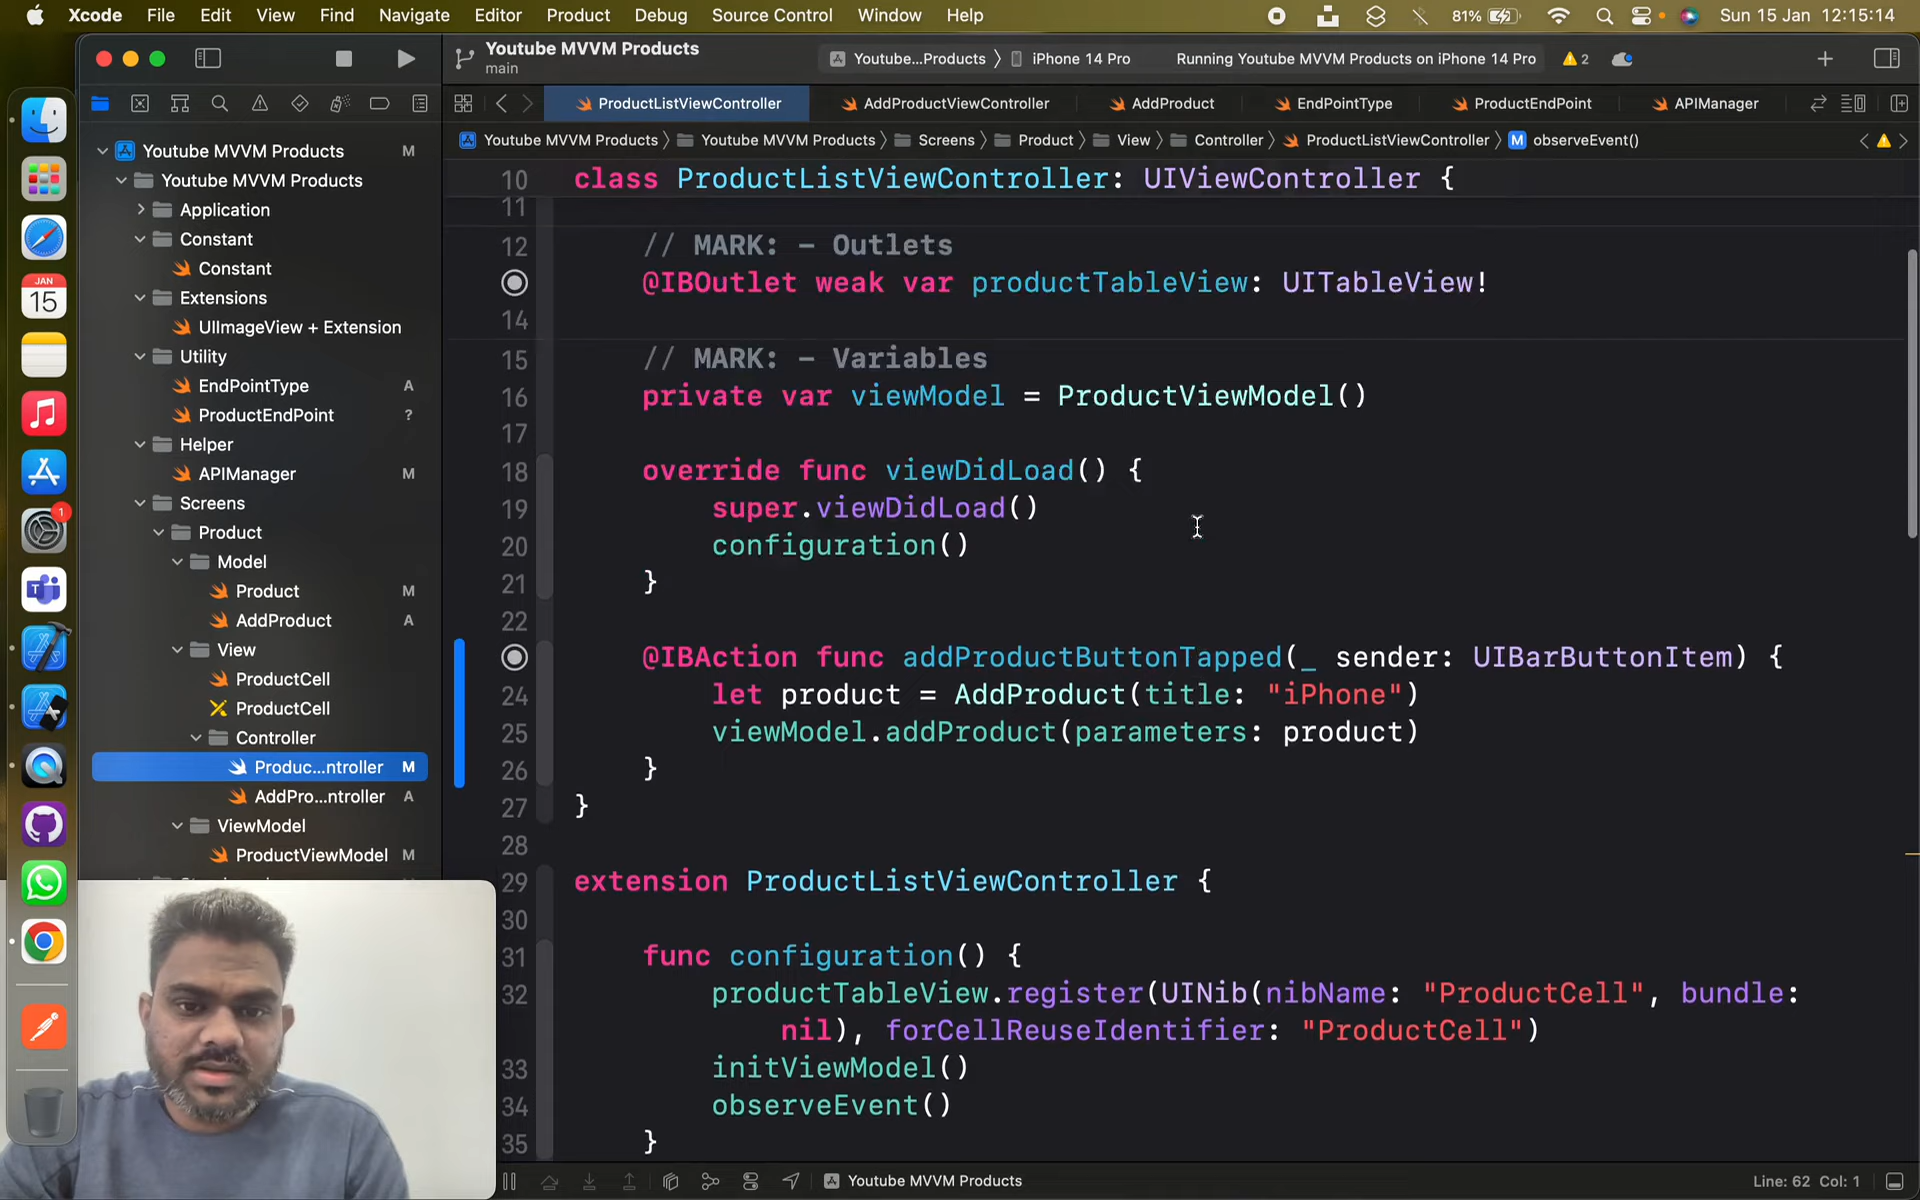 Xcode File Edit View Find Navigate Editor Product Debug Source Control Window Help 81% Sun 15 Jan 12:15:14
Youtube MVVM Products
main
Youtube...Products iPhone 14 Pro Running Youtube MVVM Products on iPhone 14 Pro 2
ProductListViewController AddProductViewController AddProduct EndPointType ProductEndPoint APIManager
Youtube MVVM Products Youtube MVVM Products Screens Product View Controller ProductListViewController M observeEvent()
Youtube MVVM Products M
Youtube MVVM Products
Application
Constant
Constant
Extensions
UIImageView + Extension
Utility
EndPointType A
ProductEndPoint ?
Helper
APIManager M
Screens
Product
Model
Product M
AddProduct A
View
ProductCell
ProductCell
Controller
Produc...ntroller M
AddPro...ntroller A
ViewModel
ProductViewModel M
JAN
15
1
10 class ProductListViewController: UIViewController {
11
12 // MARK: - Outlets
@IBOutlet weak var productTableView: UITableView!
14
15 // MARK: - Variables
16 private var viewModel = ProductViewModel()
17
18 override func viewDidLoad() {
19 super.viewDidLoad()
20 configuration()
21 }
22
@IBAction func addProductButtonTapped(_ sender: UIBarButtonItem) {
24 let product = AddProduct(title: "iPhone")
25 viewModel.addProduct(parameters: product)
26 }
27 }
28
29 extension ProductListViewController {
30
31 func configuration() {
32 productTableView.register(UINib(nibName: "ProductCell", bundle:
nil), forCellReuseIdentifier: "ProductCell")
33 initViewModel()
34 observeEvent()
35 }
Youtube MVVM Products Line: 62 Col: 1